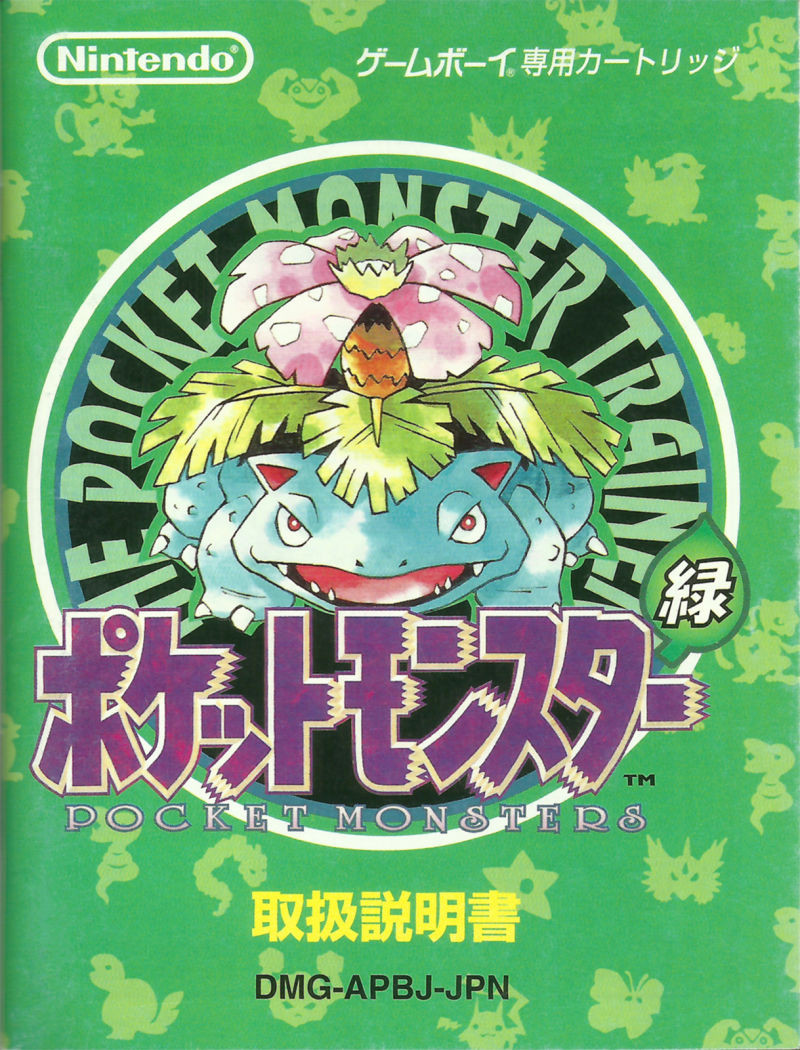 Nintendo®
ゲームボーイ® 専用カートリッジ
THE POCKET MONSTER TRAINER
緑
ポケットモンスター
TM
POCKET MONSTERS
取扱説明書
DMG-APBJ-JPN